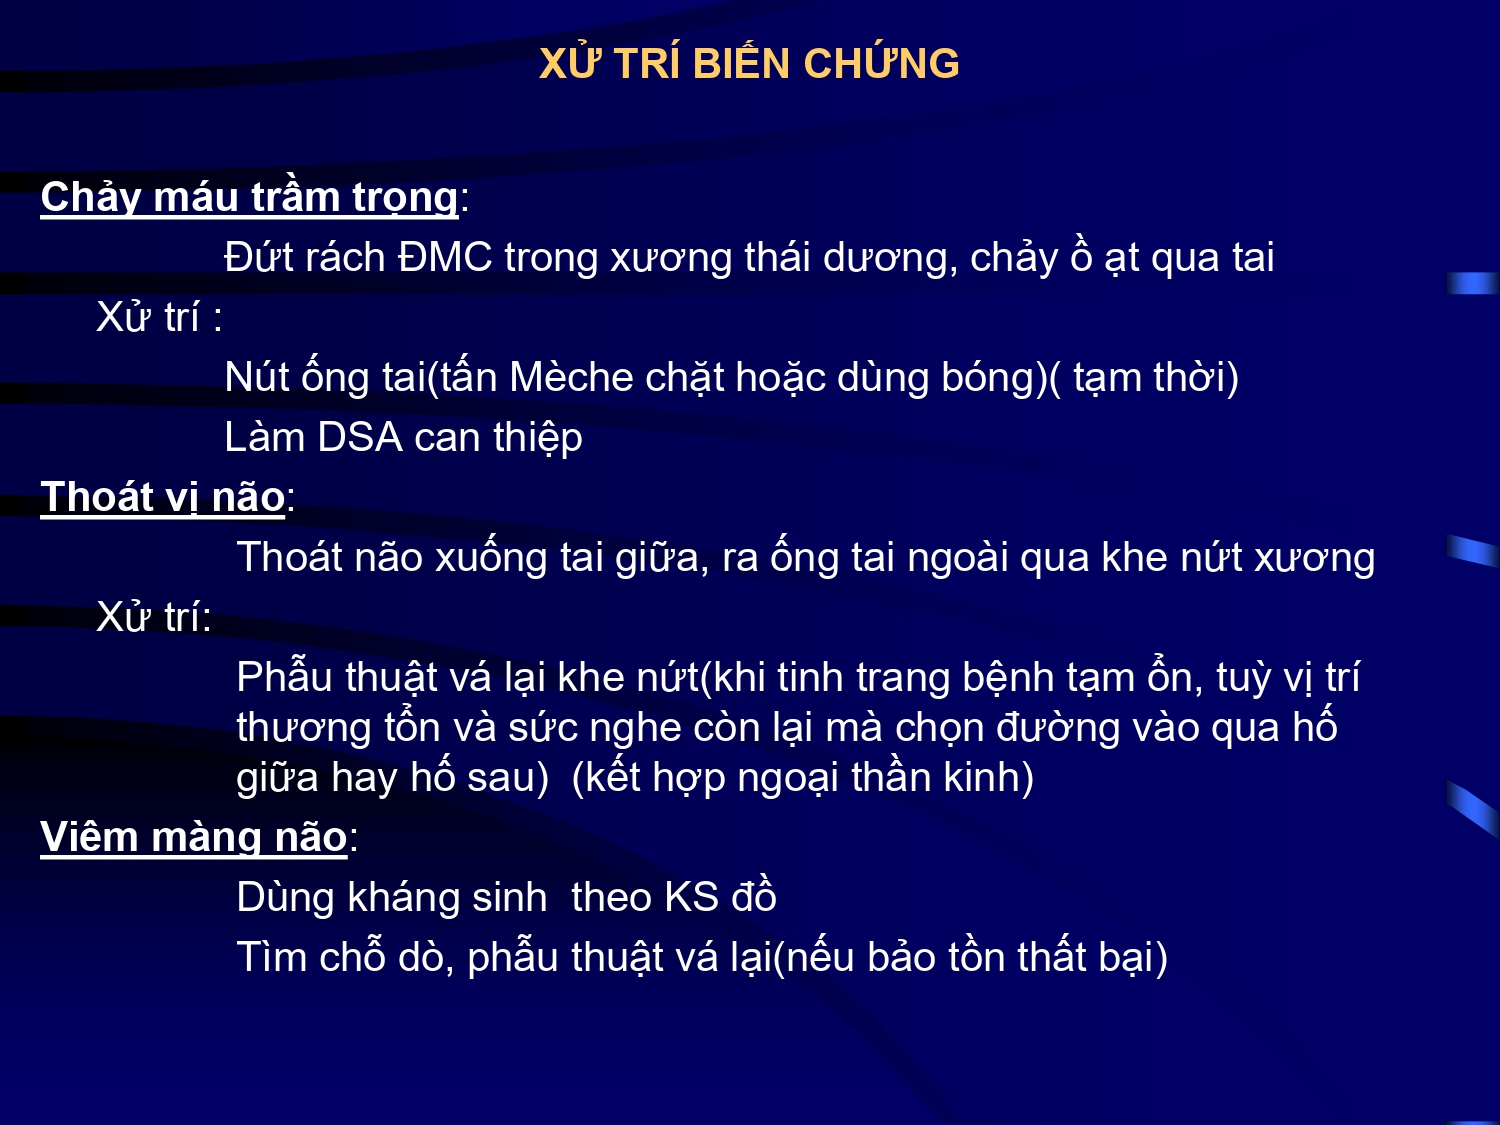 XỬ TRÍ BIẾN CHỨNG
Chảy máu trầm trọng:
Đứt rách ĐMC trong xương thái dương, chảy ồ ạt qua tai
Xử trí :
Nút ống tai(tấn Mèche chặt hoặc dùng bóng)( tạm thời)
Làm DSA can thiệp
Thoát vị não:
Thoát não xuống tai giữa, ra ống tai ngoài qua khe nứt xương
Xử trí:
Phẫu thuật vá lại khe nứt(khi tinh trang bệnh tạm ổn, tuỳ vị trí
thương tổn và sức nghe còn lại mà chọn đường vào qua hố
giữa hay hố sau)  (kết hợp ngoại thần kinh)
Viêm màng não:
Dùng kháng sinh  theo KS đồ
Tìm chỗ dò, phẫu thuật vá lại(nếu bảo tồn thất bại)